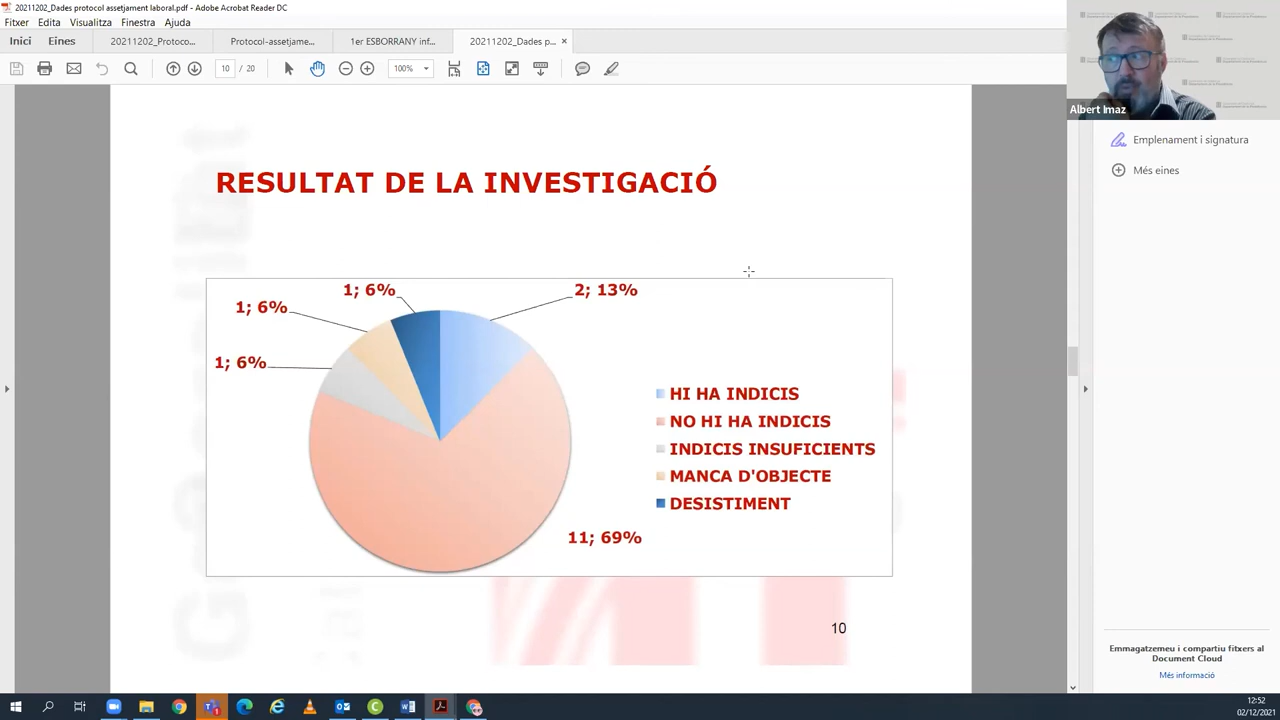 20211202_Dades protocol assetjament laboral.pdf - Adobe Acrobat Reader DC
Fitxer Edita Visualitza Finestra Ajuda
Inici Eines 20211202_Protoco... Protocol-assetjame... 1er ESBORRANY inf... 20211202_Dades p... ×
10 / 20
Albert Imaz
Emplenament i signatura
Més eines
RESULTAT DE LA INVESTIGACIÓ
1; 6%
2; 13%
1; 6%
1; 6%
HI HA INDICIS
NO HI HA INDICIS
INDICIS INSUFICIENTS
MANCA D'OBJECTE
DESISTIMENT
11; 69%
10
Emmagatzemeu i compartiu fitxers al
Document Cloud
Més informació
12:52
02/12/2021